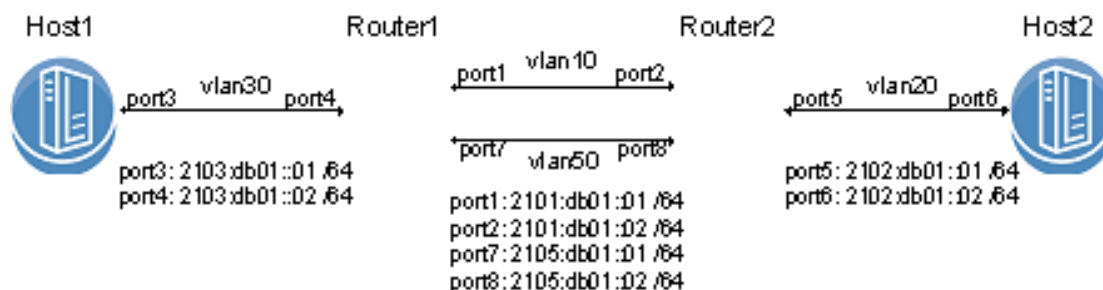 Host1
Router1
Router2
Host2
port3 vlan30 port4
port1 vlan10 port2
port5 vlan20 port6
port7 vlan50 port8
port3: 2103:db01::01 /64
port4: 2103:db01::02 /64
port1: 2101:db01::01 /64
port2: 2101:db01::02 /64
port7: 2105:db01::01 /64
port8: 2105:db01::02 /64
port5: 2102:db01::01 /64
port6: 2102:db01::02 /64